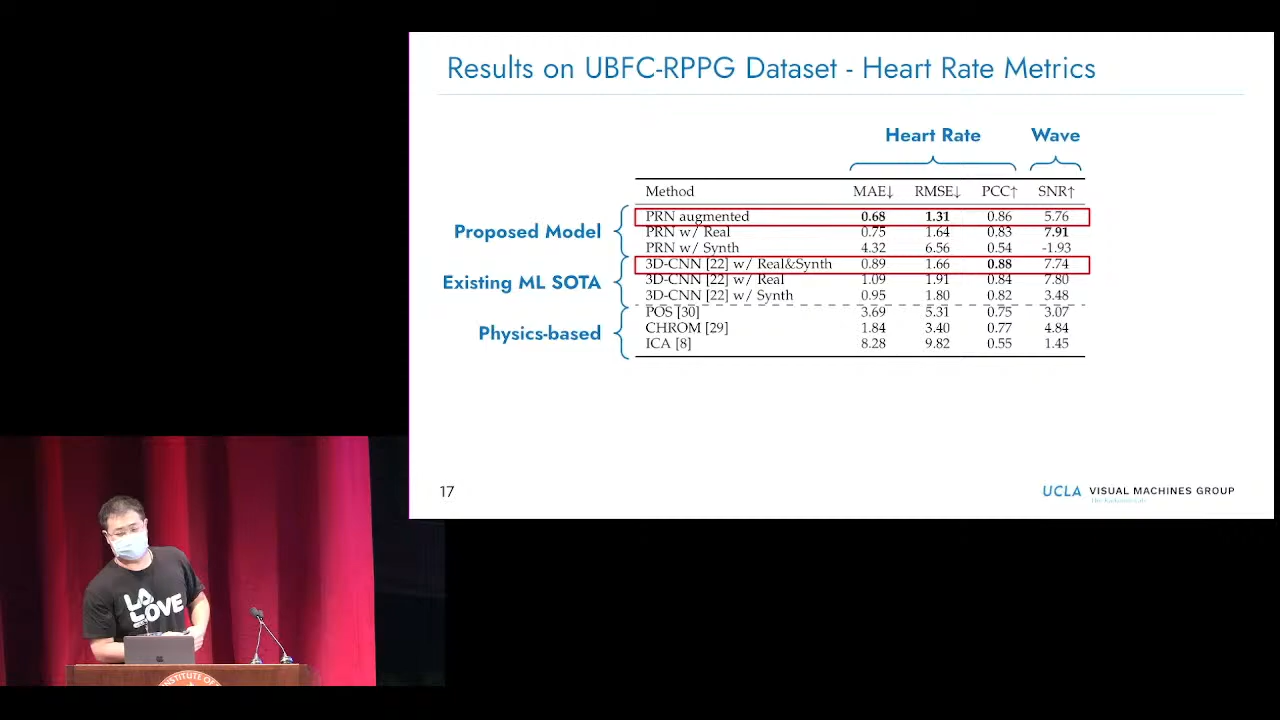 Results on UBFC-RPPG Dataset - Heart Rate Metrics
Heart Rate Wave
Method MAE↓ RMSE↓ PCC↑ SNR↑
Proposed Model
PRN augmented 0.68 1.31 0.86 5.76
PRN w/ Real 0.75 1.64 0.83 7.91
PRN w/ Synth 4.32 6.56 0.54 -1.93
Existing ML SOTA
3D-CNN [22] w/ Real&Synth 0.89 1.66 0.88 7.74
3D-CNN [22] w/ Real 1.09 1.91 0.84 7.80
3D-CNN [22] w/ Synth 0.95 1.80 0.82 3.48
Physics-based
POS [30] 3.69 5.31 0.75 3.07
CHROM [29] 1.84 3.40 0.77 4.84
ICA [8] 8.28 9.82 0.55 1.45
17
UCLA VISUAL MACHINES GROUP
LA
LOVE
INSTITUTE OF